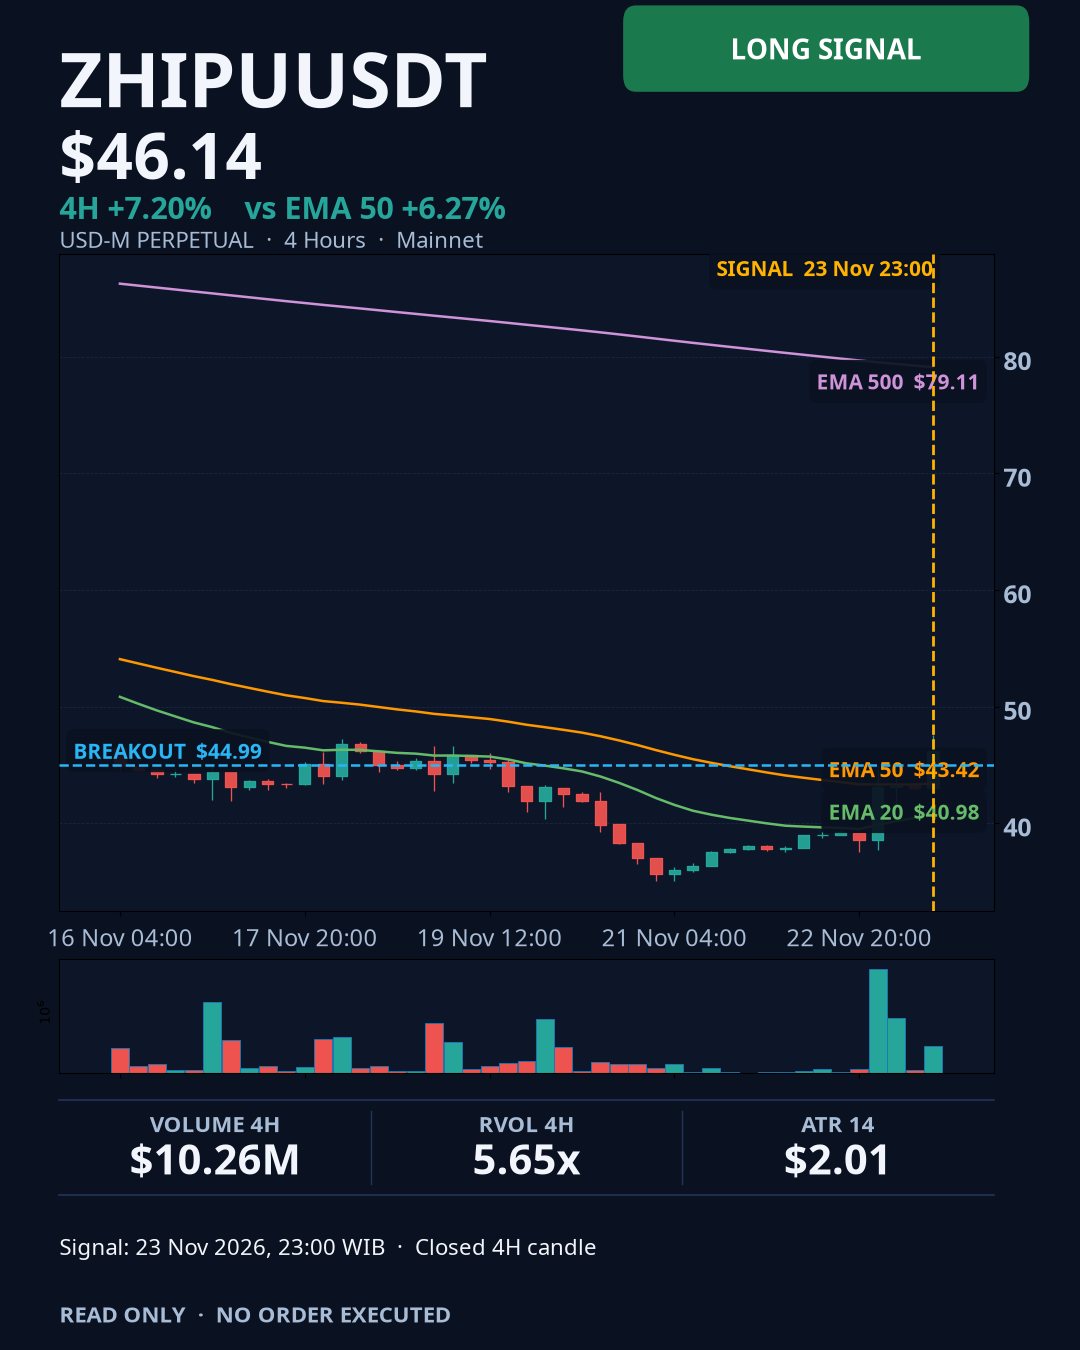 LONG SIGNAL
ZHIPUUSDT
$46.14
4H +7.20% vs EMA 50 +6.27%
USD-M PERPETUAL · 4 Hours · Mainnet
SIGNAL 23 Nov 23:00
80
EMA 500 $79.11
70
60
50
BREAKOUT $44.99
EMA 50 $43.42
EMA 20 $40.98
40
16 Nov 04:00 17 Nov 20:00 19 Nov 12:00 21 Nov 04:00 22 Nov 20:00
10⁶
VOLUME 4H RVOL 4H ATR 14
$10.26M 5.65x $2.01
Signal: 23 Nov 2026, 23:00 WIB · Closed 4H candle
READ ONLY · NO ORDER EXECUTED